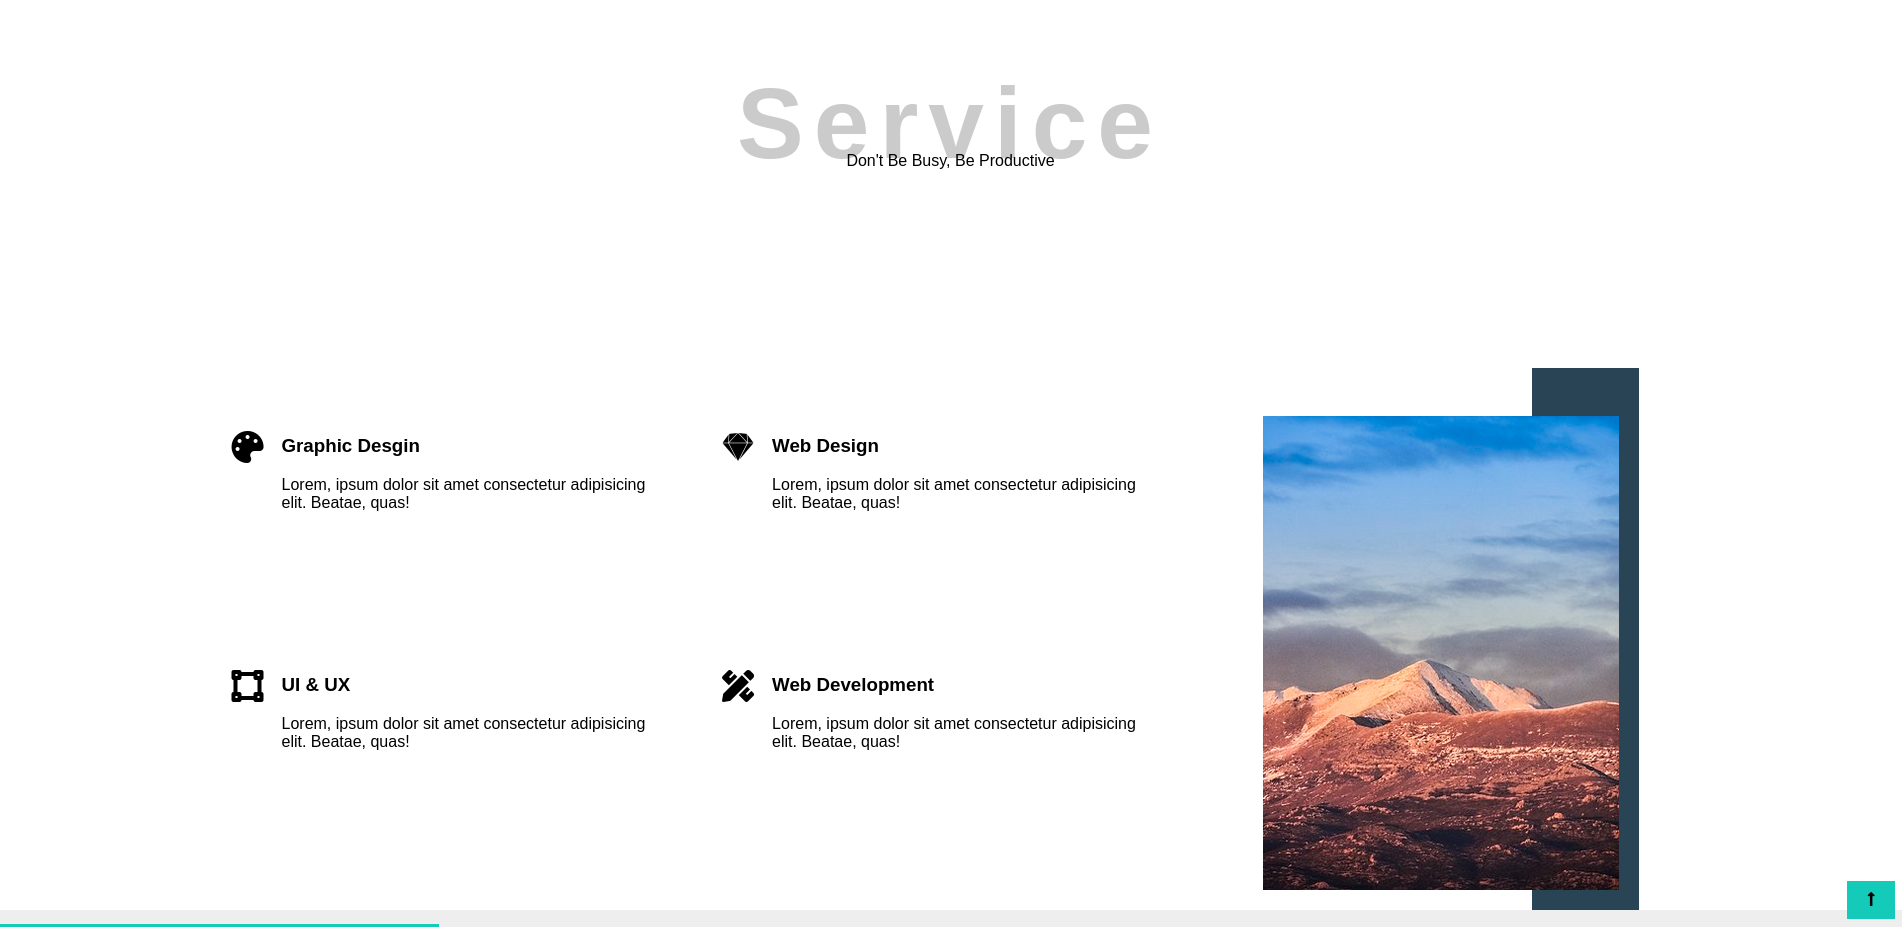 Service
Don't Be Busy, Be Productive
Graphic Desgin
Lorem, ipsum dolor sit amet consectetur adipisicing
elit. Beatae, quas!
Web Design
Lorem, ipsum dolor sit amet consectetur adipisicing
elit. Beatae, quas!
UI & UX
Lorem, ipsum dolor sit amet consectetur adipisicing
elit. Beatae, quas!
Web Development
Lorem, ipsum dolor sit amet consectetur adipisicing
elit. Beatae, quas!